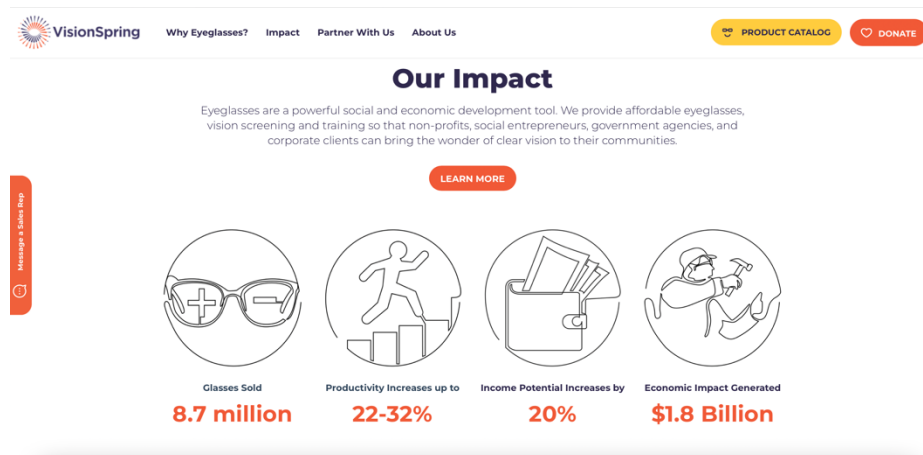 VisionSpring
Why Eyeglasses? Impact Partner With Us About Us
PRODUCT CATALOG
DONATE
Our Impact
Eyeglasses are a powerful social and economic development tool. We provide affordable eyeglasses,
vision screening and training so that non-profits, social entrepreneurs, government agencies, and
corporate clients can bring the wonder of clear vision to their communities.
LEARN MORE
Message a Sales Rep
Glasses Sold
8.7 million
Productivity Increases up to
22-32%
Income Potential Increases by
20%
Economic Impact Generated
$1.8 Billion